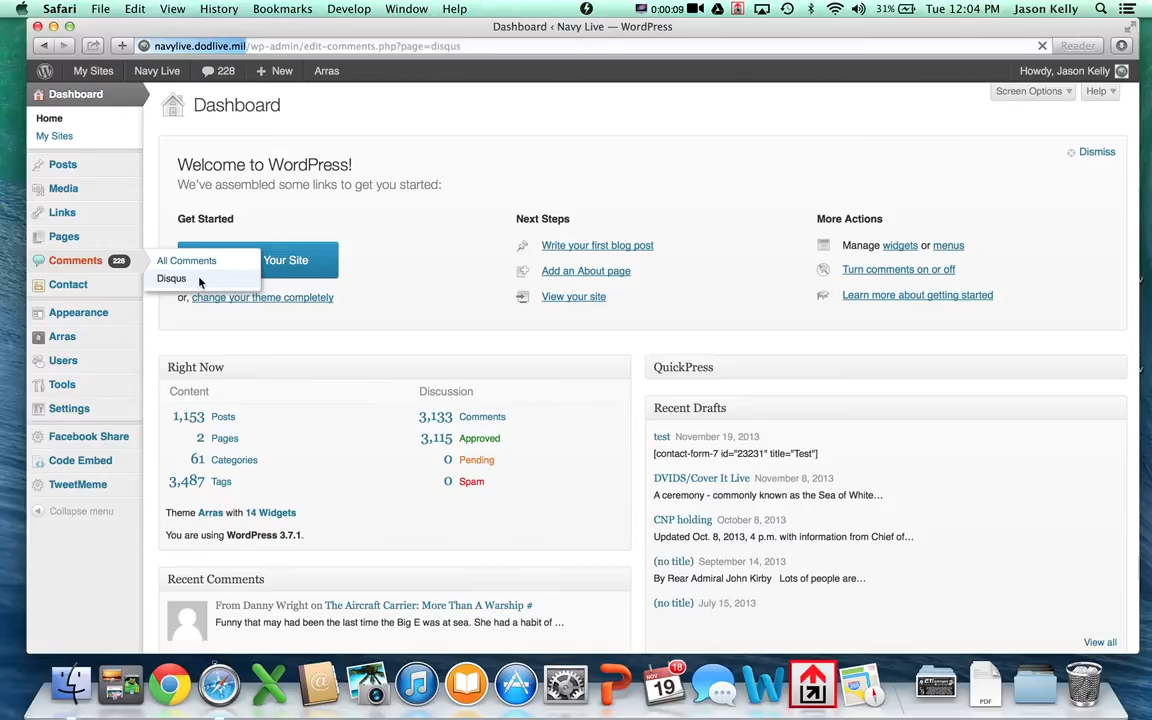 Safari File Edit View History Bookmarks Develop Window Help 0:00:09 31% Tue 12:04 PM Jason Kelly
Dashboard ‹ Navy Live — WordPress
navylive.dodlive.mil/wp-admin/edit-comments.php?page=disqus Reader
My Sites Navy Live 228 + New Arras Howdy, Jason Kelly
Dashboard
Home
My Sites
Posts
Media
Links
Pages
Comments 228
All Comments
Disqus
Contact
Appearance
Arras
Users
Tools
Settings
Facebook Share
Code Embed
TweetMeme
Collapse menu
Dashboard
Screen Options Help
Welcome to WordPress!
Dismiss
We've assembled some links to get you started:
Get Started
Your Site
or, change your theme completely
Next Steps
Write your first blog post
Add an About page
View your site
More Actions
Manage widgets or menus
Turn comments on or off
Learn more about getting started
Right Now
Content
1,153 Posts
2 Pages
61 Categories
3,487 Tags
Discussion
3,133 Comments
3,115 Approved
0 Pending
0 Spam
Theme Arras with 14 Widgets
You are using WordPress 3.7.1.
Recent Comments
From Danny Wright on The Aircraft Carrier: More Than A Warship #
Funny that may had been the last time the Big E was at sea. She had a habit of ...
QuickPress
Recent Drafts
test November 19, 2013
[contact-form-7 id="23231" title="Test"]
DVIDS/Cover It Live November 8, 2013
A ceremony - commonly known as the Sea of White…
CNP holding October 8, 2013
Updated Oct. 8, 2013, 4 p.m. with information from Chief of…
(no title) September 14, 2013
By Rear Admiral John Kirby Lots of people are…
(no title) July 15, 2013
View all
18
19
PDF